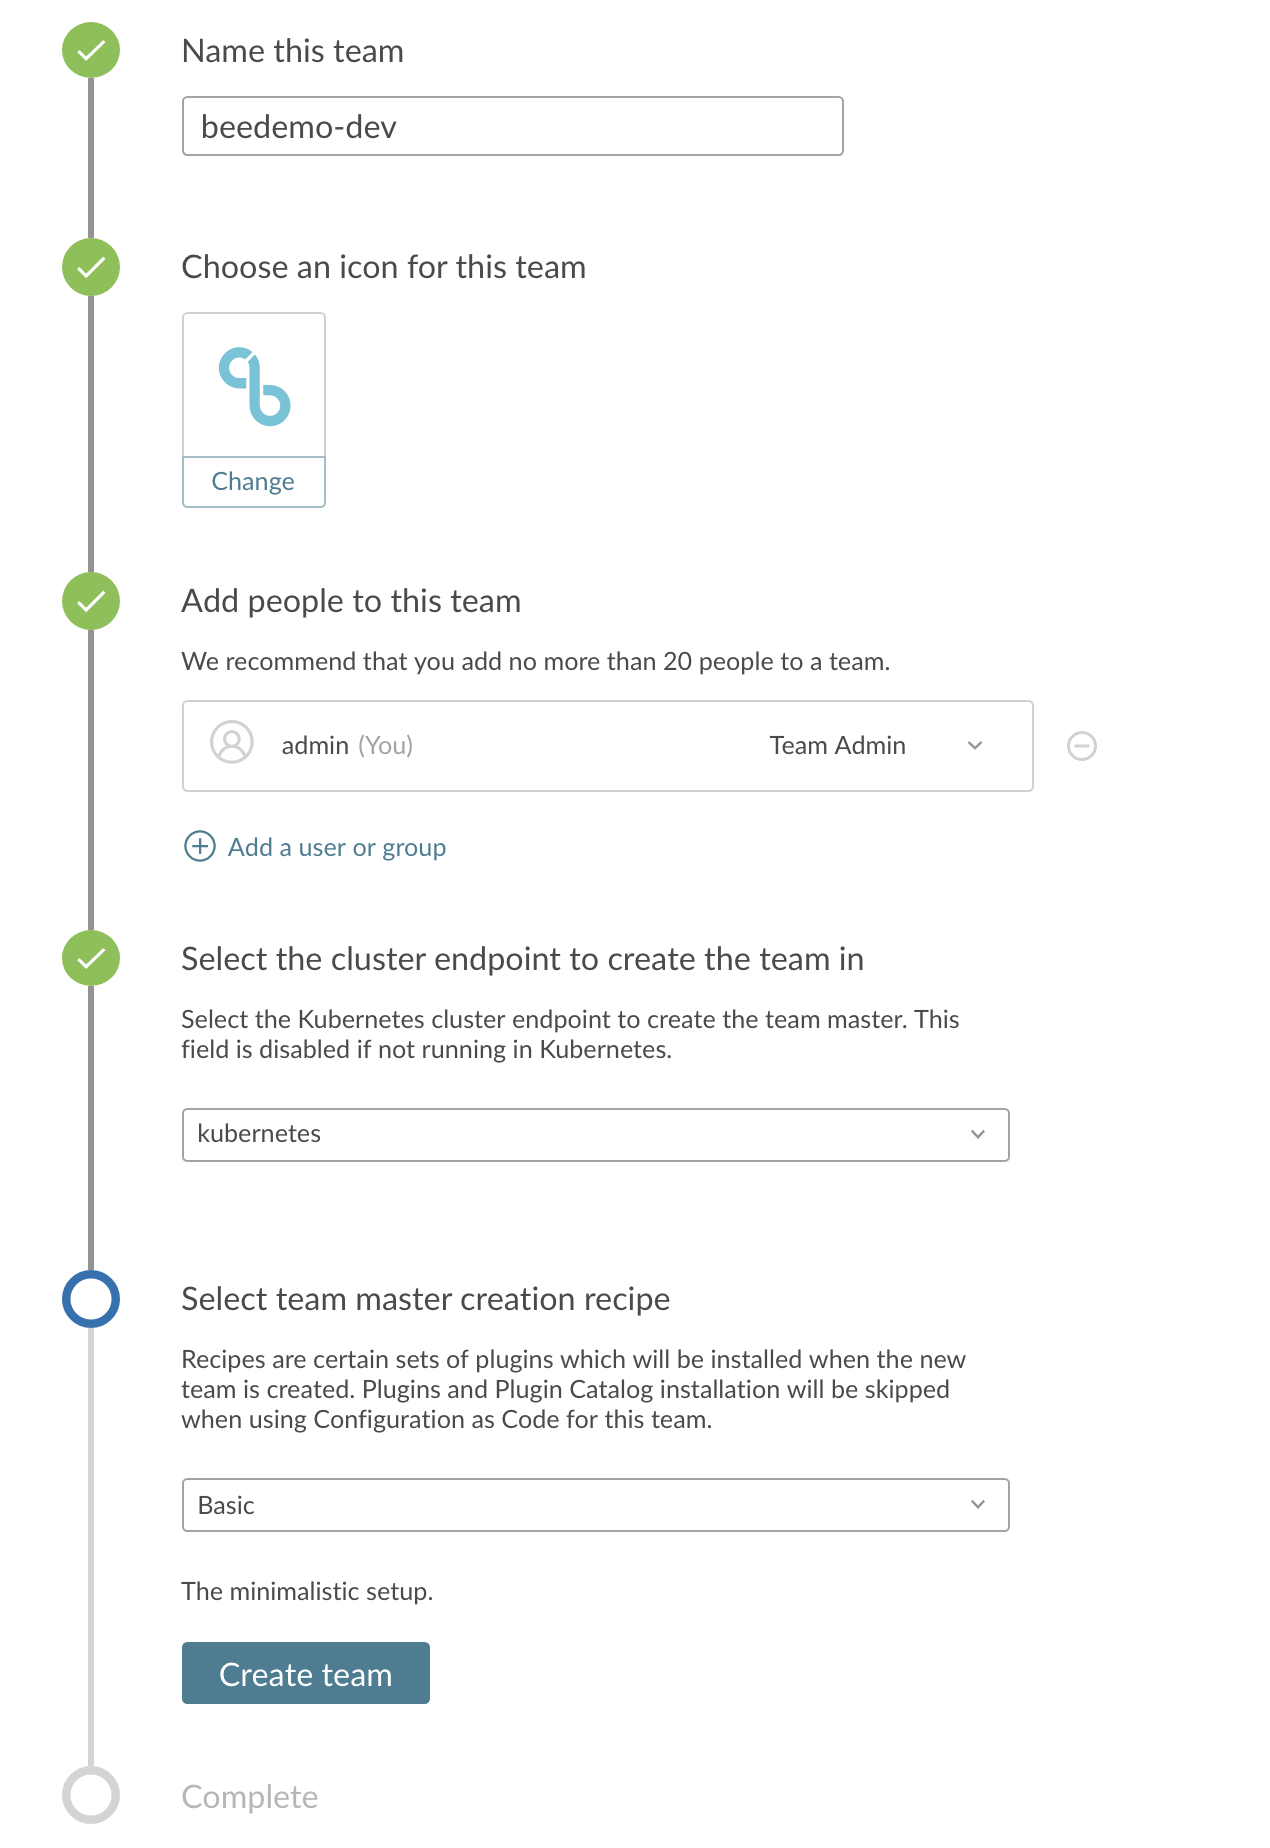 Name this team
beedemo-dev
Choose an icon for this team
Change
Add people to this team
We recommend that you add no more than 20 people to a team.
admin (You) Team Admin
Add a user or group
Select the cluster endpoint to create the team in
Select the Kubernetes cluster endpoint to create the team master. This
field is disabled if not running in Kubernetes.
kubernetes
Select team master creation recipe
Recipes are certain sets of plugins which will be installed when the new
team is created. Plugins and Plugin Catalog installation will be skipped
when using Configuration as Code for this team.
Basic
The minimalistic setup.
Create team
Complete